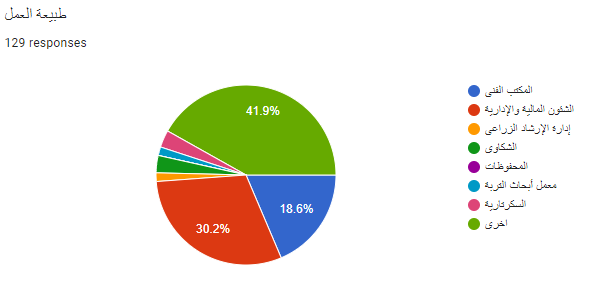 طبيعة العمل
129 responses
41.9%
18.6%
30.2%
المكتب الفنى
الشئون المالية والإدارية
إدارة الإرشاد الزراعي
الشكاوى
المحفوظات
معمل أبحاث التربة
السكرتارية
اخرى